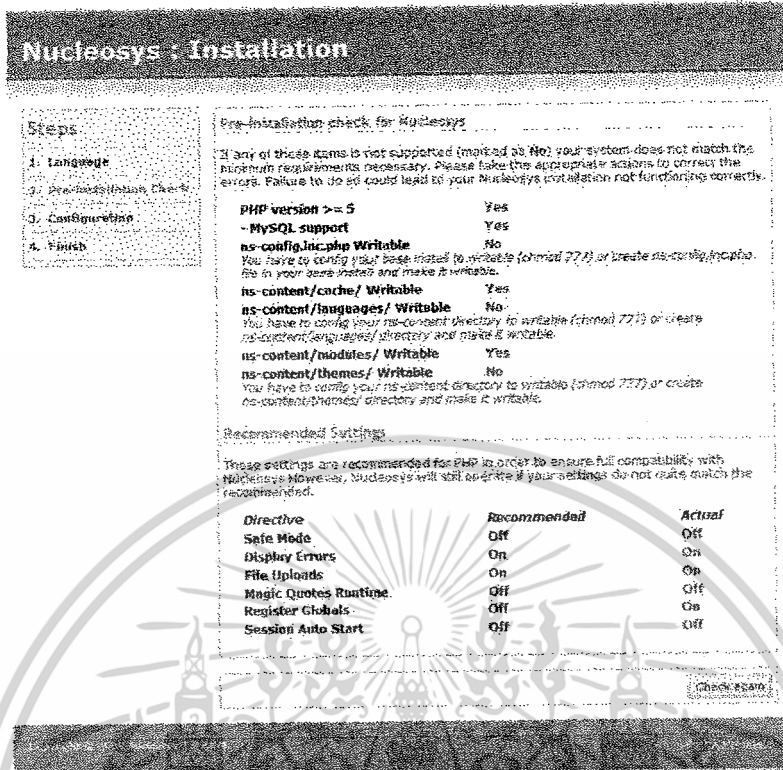 Nucleosys : Installation
Steps
1. Language
2. Pre-Installation Check
3. Configuration
4. Finish
Pre-Installation check for Nucleosys
If any of these items is not supported (marked as No) your system does not match the
minimum requirements necessary. Please take the appropriate actions to correct the
errors. Failure to do so could lead to your Nucleosys installation not functioning correctly.
PHP version >= 5 Yes
- MySQL support Yes
ns-config.inc.php Writable No
You have to config your base install to writable (chmod 777) or create ns-config.inc.php
file in your base install and make it writable.
ns-content/cache/ Writable Yes
ns-content/languages/ Writable No
You have to config your ns-content directory to writable (chmod 777) or create
ns-content/languages/ directory and make it writable.
ns-content/modules/ Writable Yes
ns-content/themes/ Writable No
You have to config your ns-content directory to writable (chmod 777) or create
ns-content/themes/ directory and make it writable.
Recommended Settings
These settings are recommended for PHP in order to ensure full compatibility with
Nucleosys However, Nucleosys will still operate if your settings do not quite match the
recommended.
Directive Recommended Actual
Safe Mode Off Off
Display Errors On On
File Uploads On On
Magic Quotes Runtime Off Off
Register Globals Off On
Session Auto Start Off Off
Check again